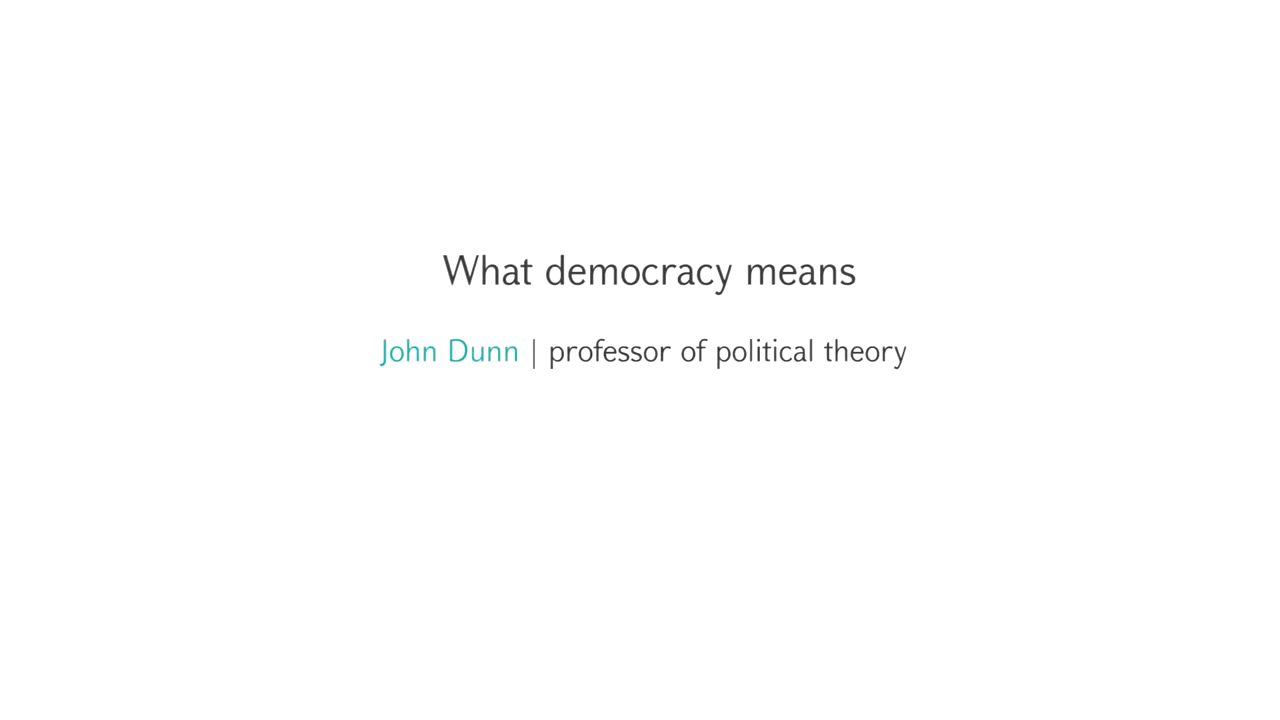 What democracy means
John Dunn | professor of political theory